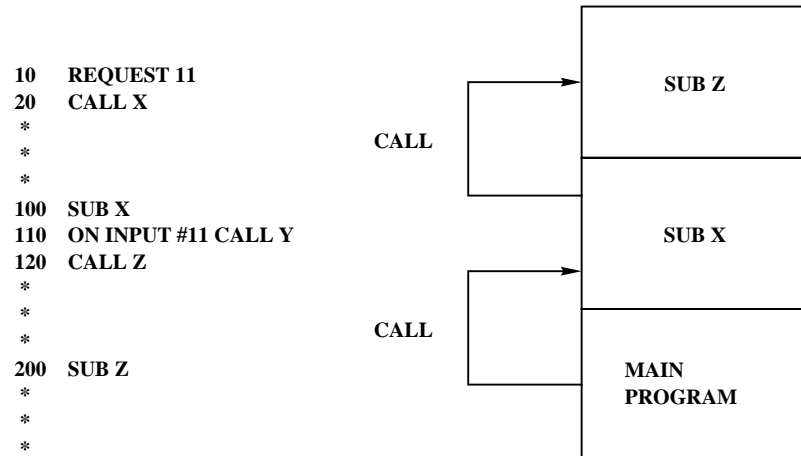 10 REQUEST 11
20 CALL X
*
*
*
100 SUB X
110 ON INPUT #11 CALL Y
120 CALL Z
*
*
*
200 SUB Z
*
*
*
CALL
CALL
SUB Z
SUB X
MAIN
PROGRAM